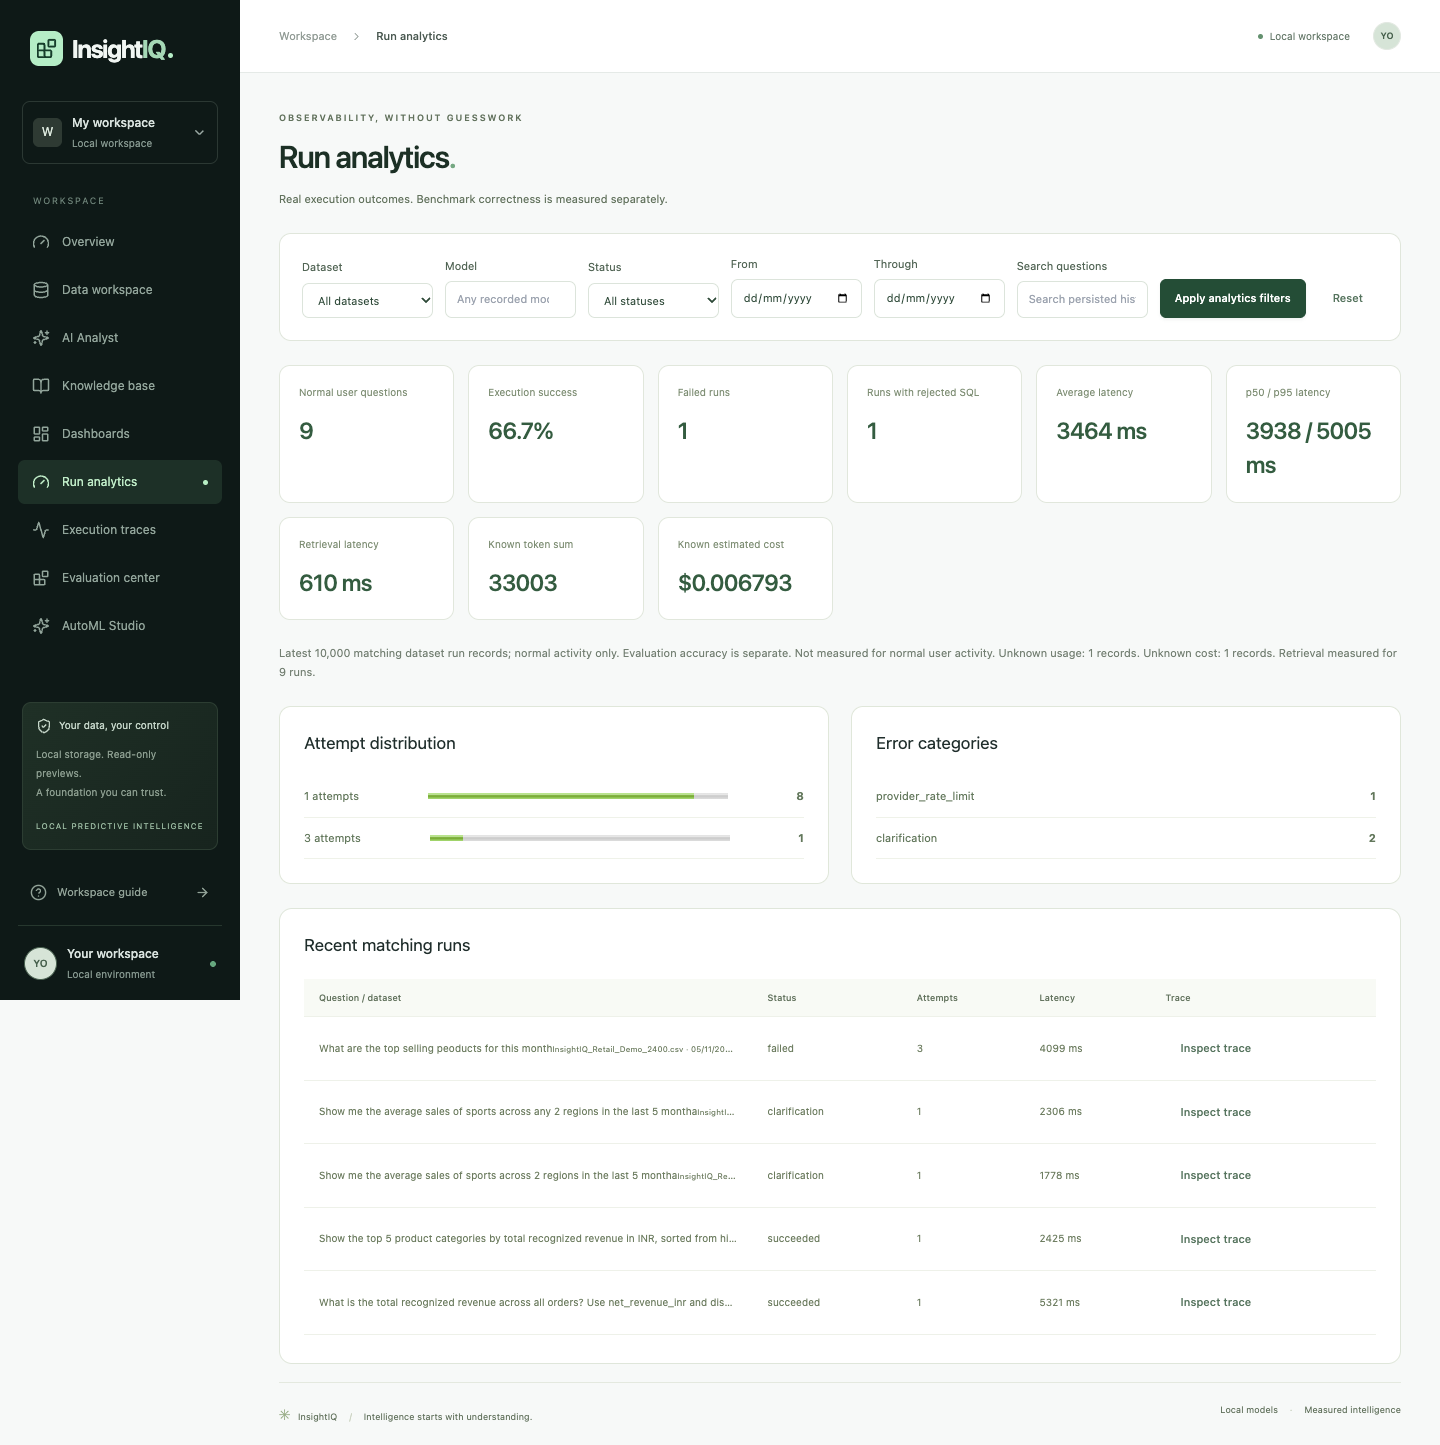 InsightIQ.
W
My workspace
Local workspace
WORKSPACE
Overview
Data workspace
AI Analyst
Knowledge base
Dashboards
Run analytics
Execution traces
Evaluation center
AutoML Studio
Your data, your control
Local storage. Read-only
previews.
A foundation you can trust.
LOCAL PREDICTIVE INTELLIGENCE
Workspace guide
YO
Your workspace
Local environment
Workspace
Run analytics
Local workspace
YO
OBSERVABILITY, WITHOUT GUESSWORK
Run analytics.
Real execution outcomes. Benchmark correctness is measured separately.
Dataset
Model
Status
From
Through
Search questions
All datasets
Any recorded mo
All statuses
dd/mm/yyyy
dd/mm/yyyy
Search persisted his
Apply analytics filters
Reset
Normal user questions
9
Execution success
66.7%
Failed runs
1
Runs with rejected SQL
1
Average latency
3464 ms
p50 / p95 latency
3938 / 5005
ms
Retrieval latency
610 ms
Known token sum
33003
Known estimated cost
$0.006793
Latest 10,000 matching dataset run records; normal activity only. Evaluation accuracy is separate. Not measured for normal user activity. Unknown usage: 1 records. Unknown cost: 1 records. Retrieval measured for
9 runs.
Attempt distribution
1 attempts 8
3 attempts 1
Error categories
provider_rate_limit 1
clarification 2
Recent matching runs
Question / dataset Status Attempts Latency Trace
What are the top selling peoducts for this monthInsightIQ_Retail_Demo_2400.csv · 05/11/20... failed 3 4099 ms Inspect trace
Show me the average sales of sports across any 2 regions in the last 5 monthaInsightI... clarification 1 2306 ms Inspect trace
Show me the average sales of sports across 2 regions in the last 5 monthaInsightIQ_Re... clarification 1 1778 ms Inspect trace
Show the top 5 product categories by total recognized revenue in INR, sorted from hi... succeeded 1 2425 ms Inspect trace
What is the total recognized revenue across all orders? Use net_revenue_inr and dis... succeeded 1 5321 ms Inspect trace
InsightIQ / Intelligence starts with understanding.
Local models · Measured intelligence